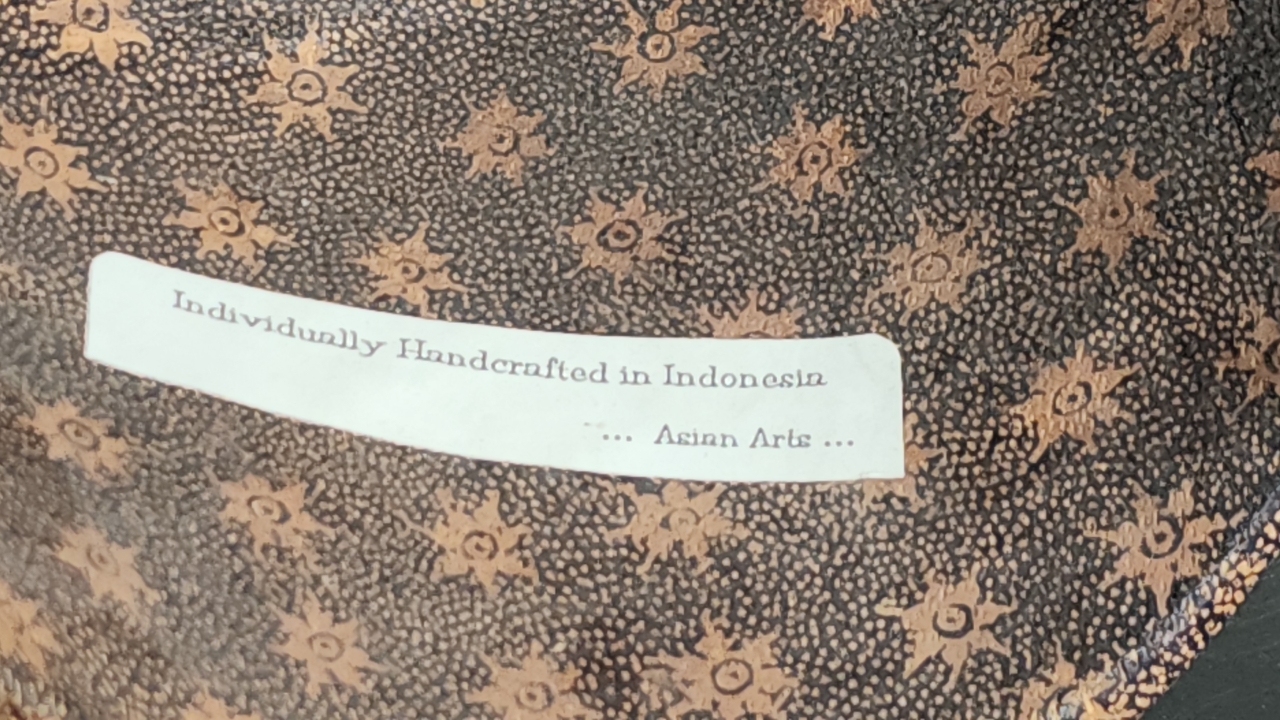 Individually Handcrafted in Indonesia
... Asian Arts ...